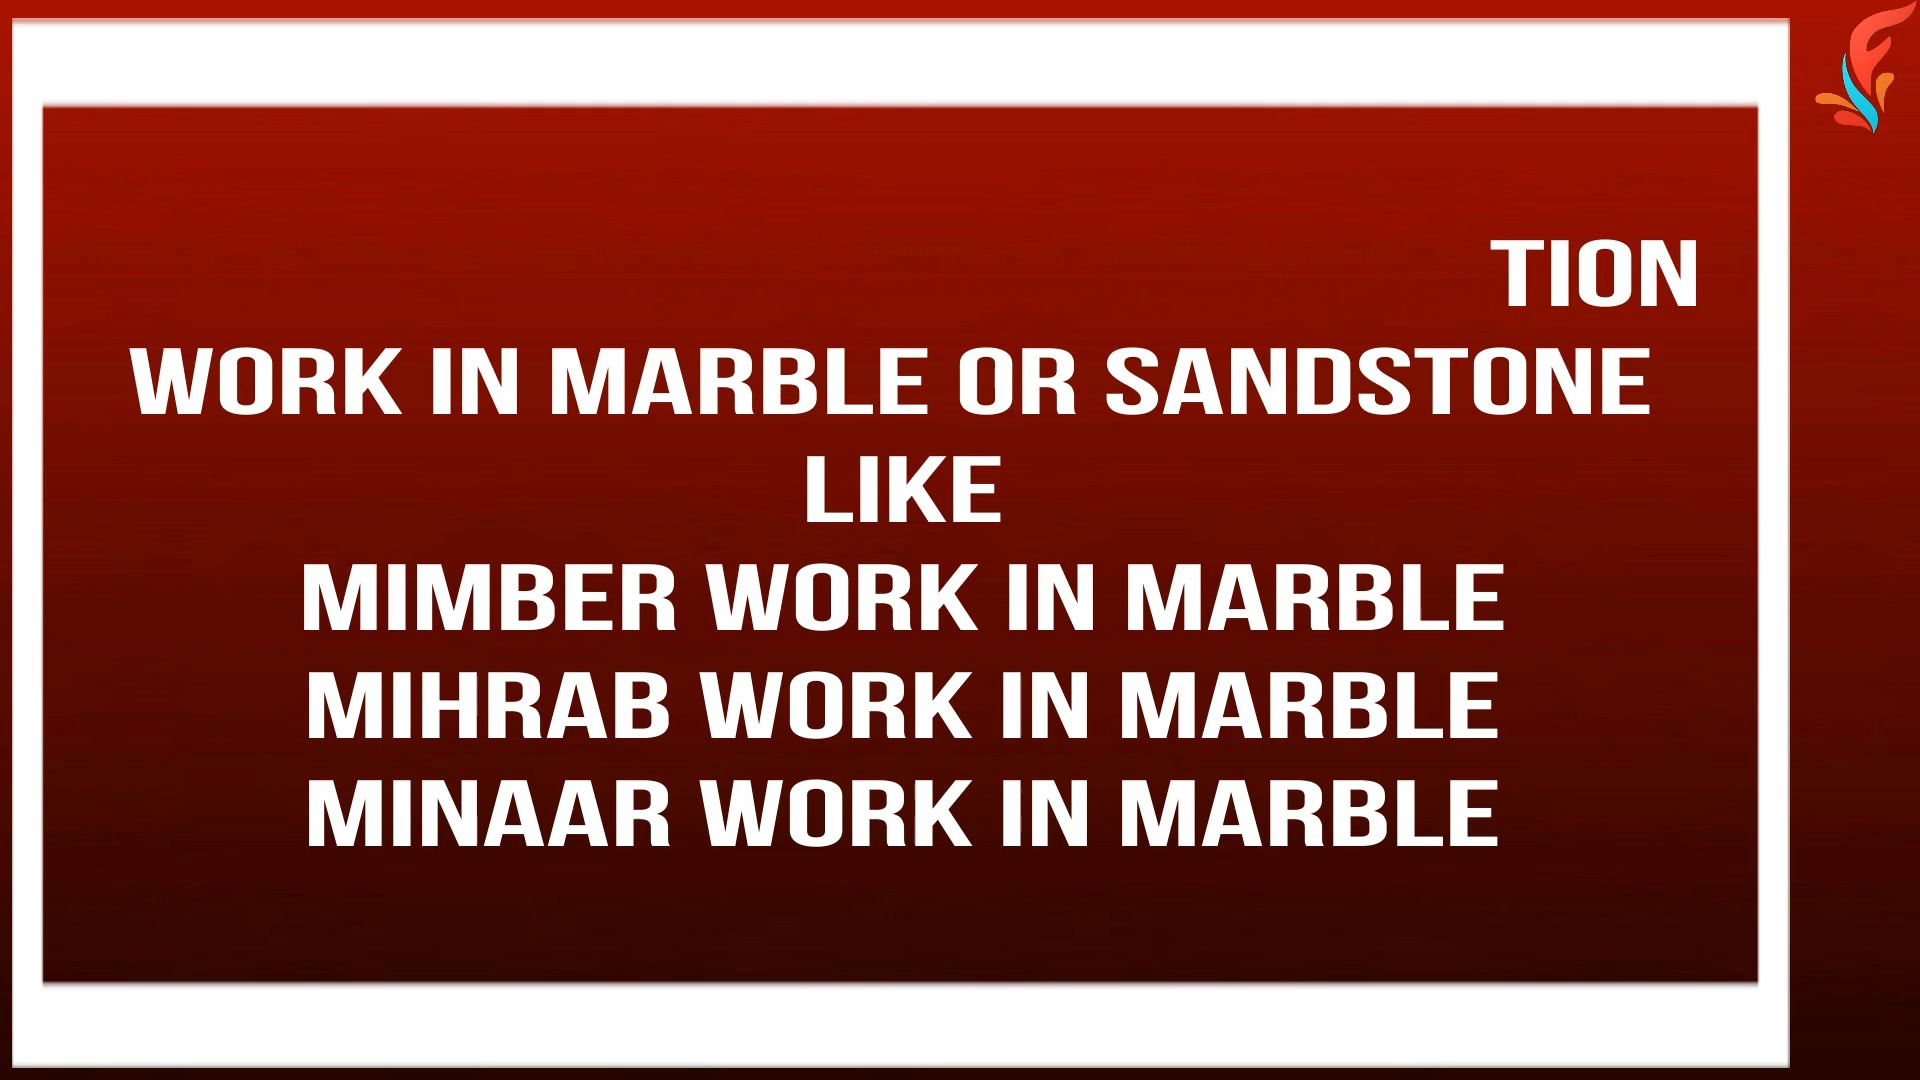 TION
WORK IN MARBLE OR SANDSTONE
LIKE
MIMBER WORK IN MARBLE
MIHRAB WORK IN MARBLE
MINAAR WORK IN MARBLE